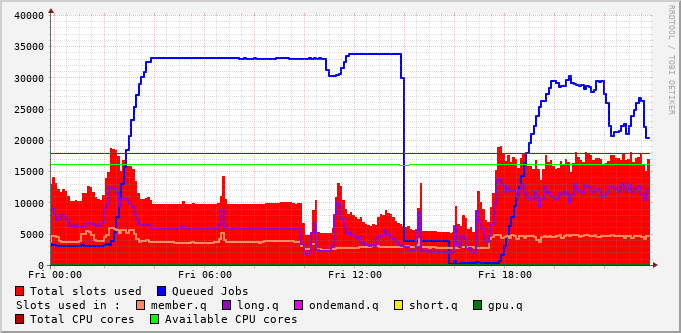 40000
35000
30000
25000
20000
15000
10000
5000
0
Fri 00:00 Fri 06:00 Fri 12:00 Fri 18:00
RRDTOOL / TOBI OETIKER
Total slots used Queued Jobs
Slots used in : member.q long.q ondemand.q short.q gpu.q
Total CPU cores Available CPU cores